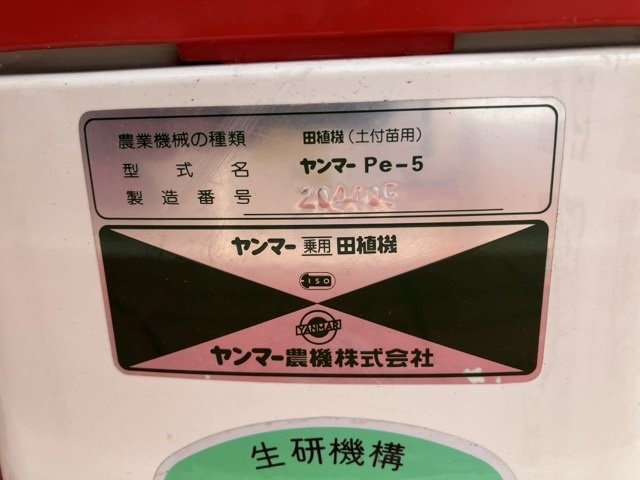 農業機械の種類 田植機(土付苗用)
型式名 ヤンマー Pe-5
製造番号
ヤンマー 乗用 田植機
ISO
YANMAR
ヤンマー農機株式会社
生研機構